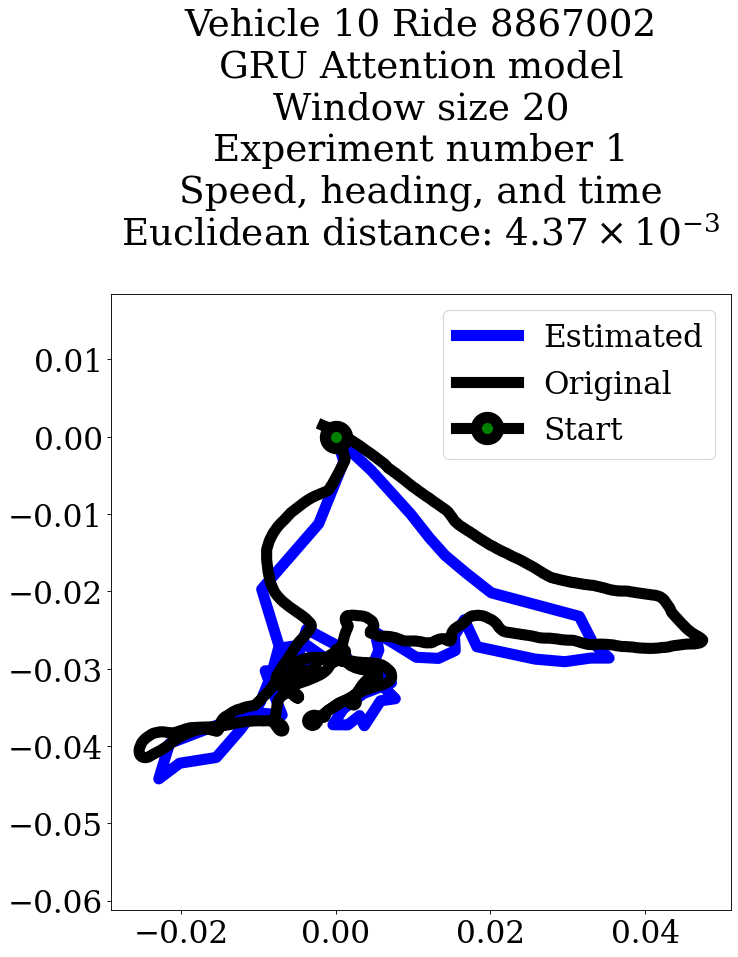 Vehicle 10 Ride 8867002
GRU Attention model
Window size 20
Experiment number 1
Speed, heading, and time
Euclidean distance: 4.37 × 10⁻³
Estimated
Original
Start
0.01
0.00
−0.01
−0.02
−0.03
−0.04
−0.05
−0.06
−0.02 0.00 0.02 0.04